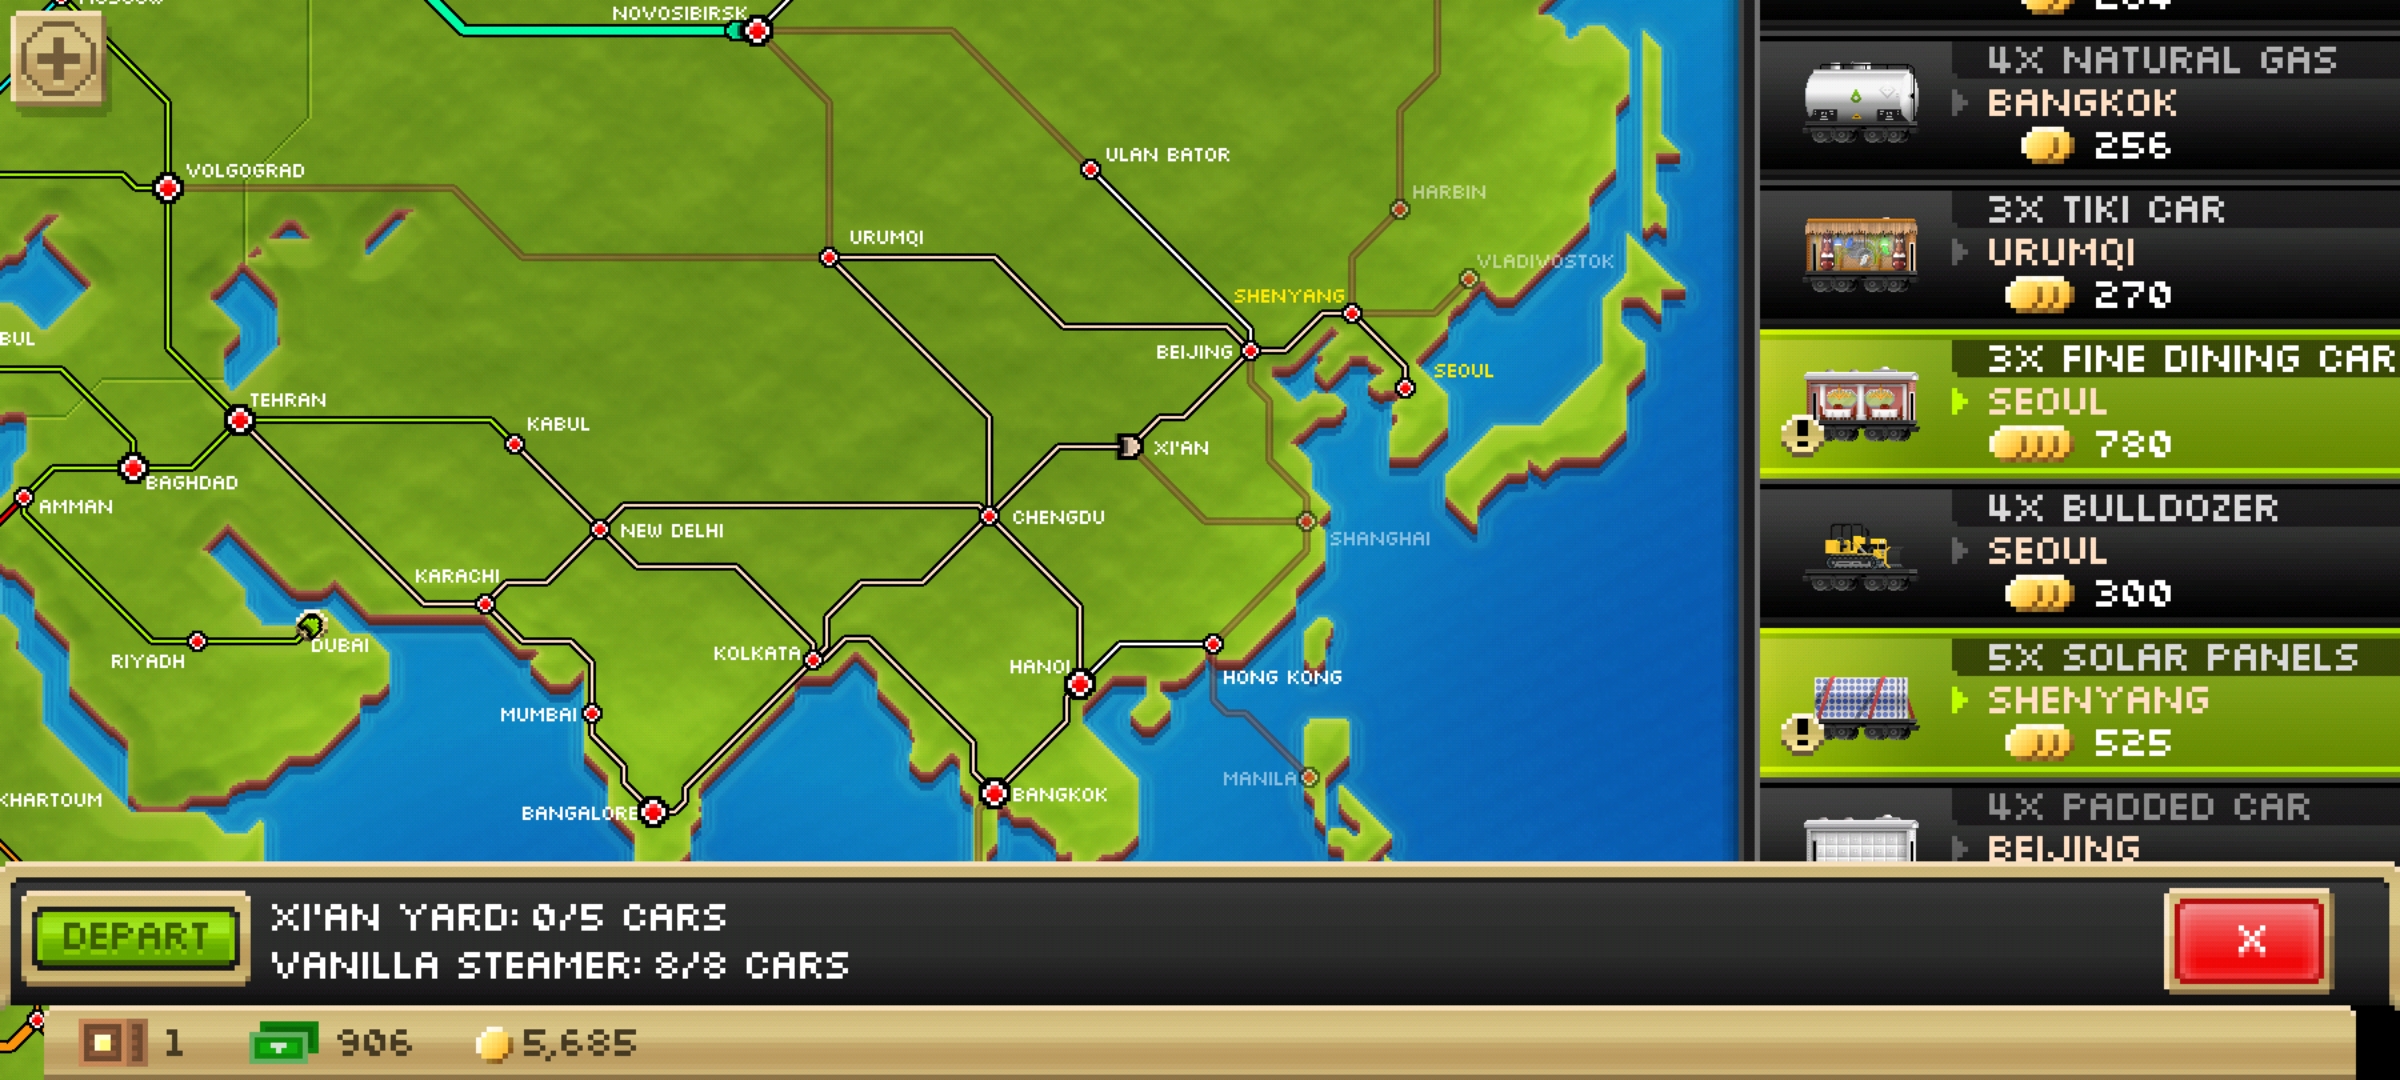 NOVOSIBIRSK
VOLGOGRAD
ULAN BATOR
HARBIN
URUMQI
VLADIVOSTOK
SHENYANG
BUL
BEIJING
SEOUL
TEHRAN
KABUL
XI'AN
BAGHDAD
AMMAN
CHENGDU
NEW DELHI
SHANGHAI
KARACHI
DUBAI
RIYADH
KOLKATA
HANOI
HONG KONG
MUMBAI
MANILA
BANGKOK
KHARTOUM
BANGALORE
4X NATURAL GAS
BANGKOK
256
3X TIKI CAR
URUMQI
270
3X FINE DINING CAR
SEOUL
780
4X BULLDOZER
SEOUL
300
5X SOLAR PANELS
SHENYANG
525
4X PADDED CAR
BEIJING
DEPART
XI'AN YARD: 0/5 CARS
VANILLA STEAMER: 8/8 CARS
X
1
906
5,685